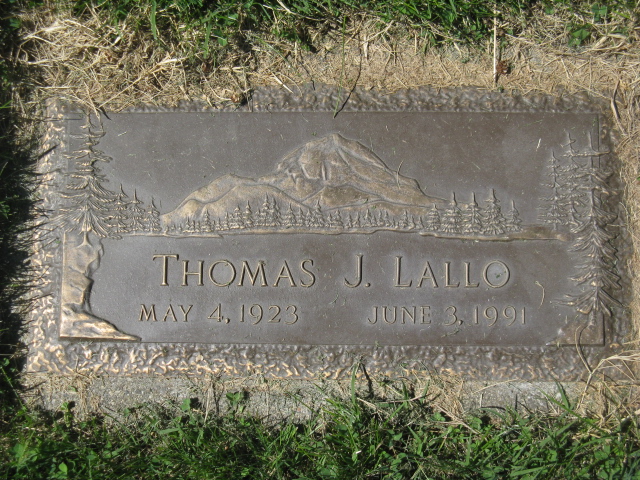 THOMAS J. LALLO
MAY 4, 1923 JUNE 3, 1991